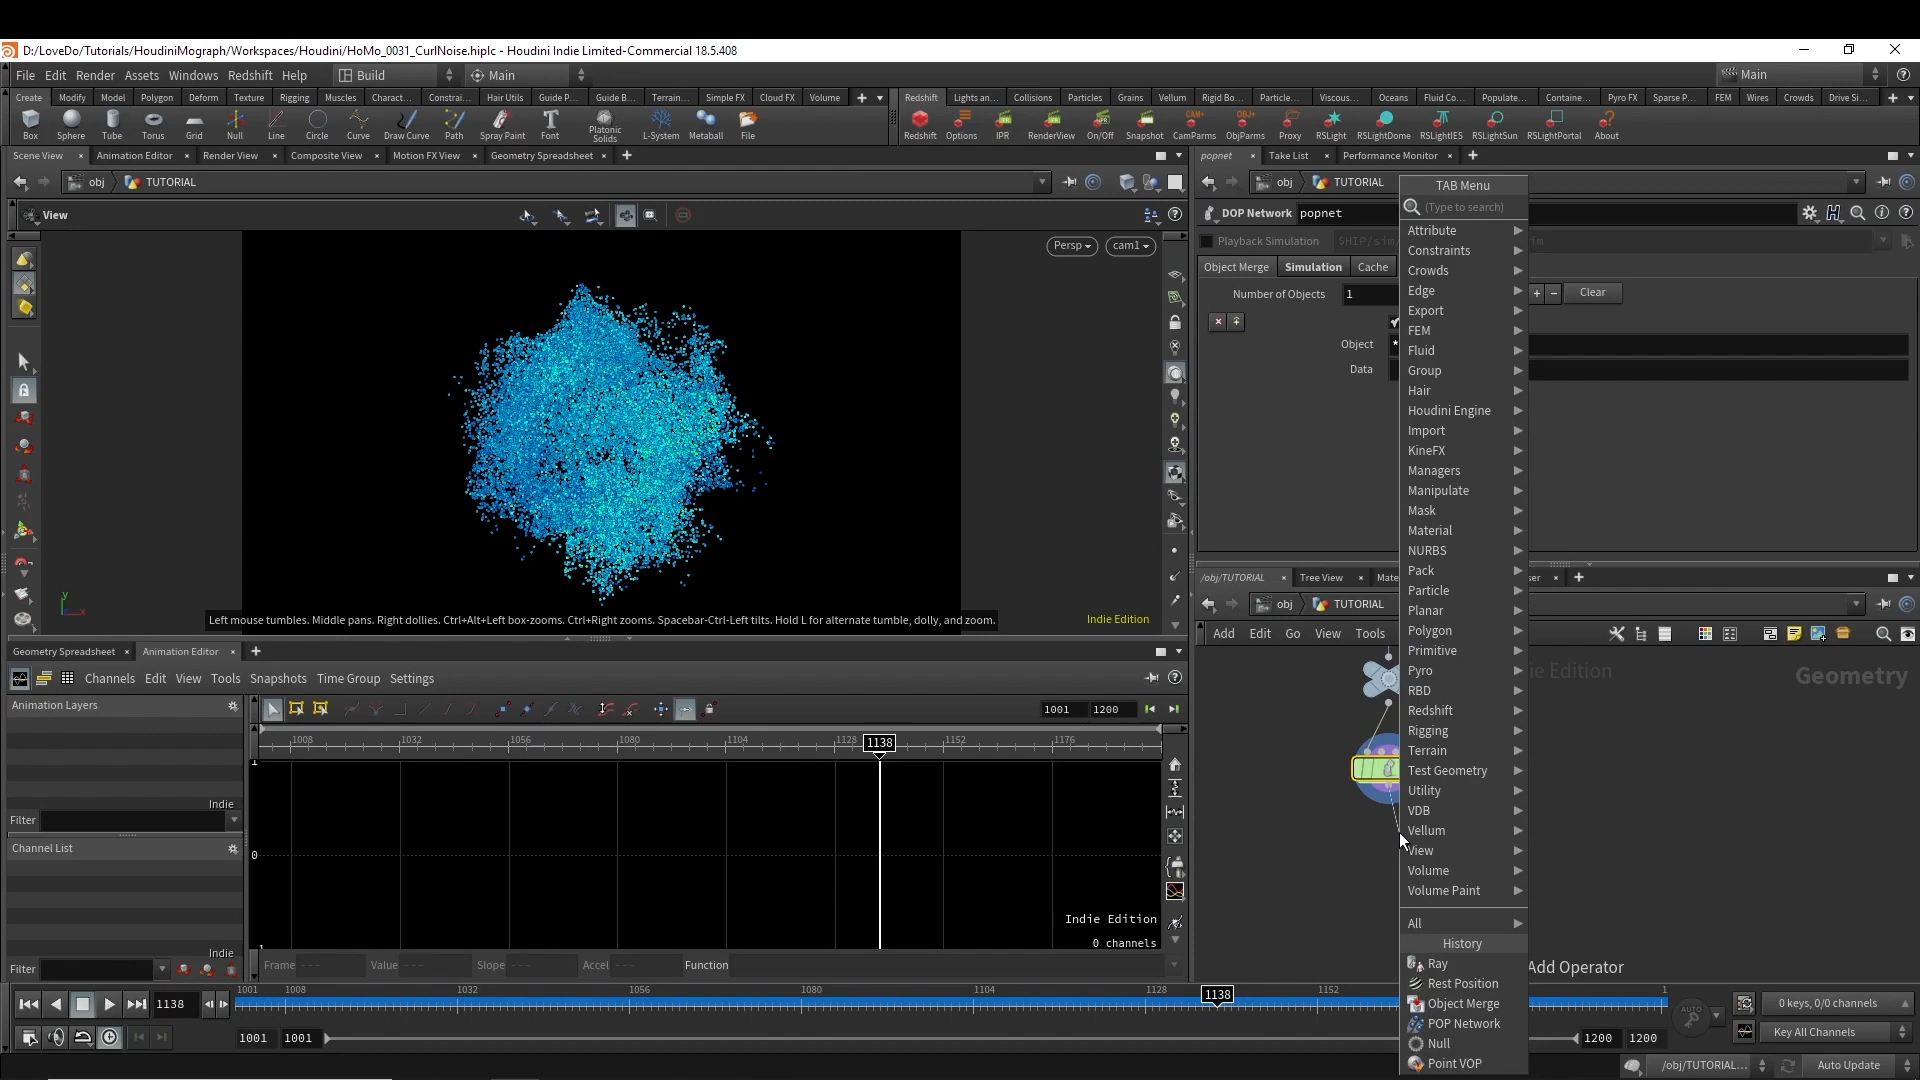 D:/LoveDo/Tutorials/HoudiniMograph/Workspaces/Houdini/HoMo_0031_CurlNoise.hiplc - Houdini Indie Limited-Commercial 18.5.408
File Edit Render Assets Windows Redshift Help Build Main Main
Create Modify Model Polygon Deform Texture Rigging Muscles Charact... Constrai... Hair Utils Guide P... Guide B... Terrain... Simple FX Cloud FX Volume
Redshift Lights an... Collisions Particles Grains Vellum Rigid Bo... Particle... Viscous... Oceans Fluid Co... Populate... Containe... Pyro FX Sparse P... FEM Wires Crowds Drive Si...
Box Sphere Tube Torus Grid Null Line Circle Curve Draw Curve Path Spray Paint Font Platonic Solids L-System Metaball File
Redshift Options IPR RenderView On/Off Snapshot CamParms ObjParms Proxy RSLight RSLightDome RSLightIES RSLightSun RSLightPortal About
Scene View Animation Editor Render View Composite View Motion FX View Geometry Spreadsheet
popnet Take List Performance Monitor
obj TUTORIAL
obj TUTORIAL
View
Persp cam1
Left mouse tumbles. Middle pans. Right dollies. Ctrl+Alt+Left box-zooms. Ctrl+Right zooms. Spacebar-Ctrl-Left tilts. Hold L for alternate tumble, dolly, and zoom.
Indie Edition
y
x
DOP Network popnet
Playback Simulation $HIP/sim/
Object Merge Simulation Cache
Number of Objects 1 Clear
Object *
Data
TAB Menu
(Type to search)
Attribute
Constraints
Crowds
Edge
Export
FEM
Fluid
Group
Hair
Houdini Engine
Import
KineFX
Managers
Manipulate
Mask
Material
NURBS
Pack
Particle
Planar
Polygon
Primitive
Pyro
RBD
Redshift
Rigging
Terrain
Test Geometry
Utility
VDB
Vellum
View
Volume
Volume Paint
All
History
Ray
Rest Position
Object Merge
POP Network
Null
Point VOP
/obj/TUTORIAL Tree View
obj TUTORIAL
Add Edit Go View Tools
Geometry
Add Operator
Geometry Spreadsheet Animation Editor
Channels Edit View Tools Snapshots Time Group Settings
Animation Layers
1001 1200
1008 1032 1056 1080 1104 1128 1138 1152 1176
1
0
Indie
Filter
Channel List
Indie Edition
0 channels
Indie
Filter
Frame --- Value --- Slope --- Accel --- Function
1138
1001 1008 1032 1056 1080 1104 1128 1138 1152
AUTO
0 keys, 0/0 channels
1001 1001 1200 1200
Key All Channels
/obj/TUTORIAL... Auto Update